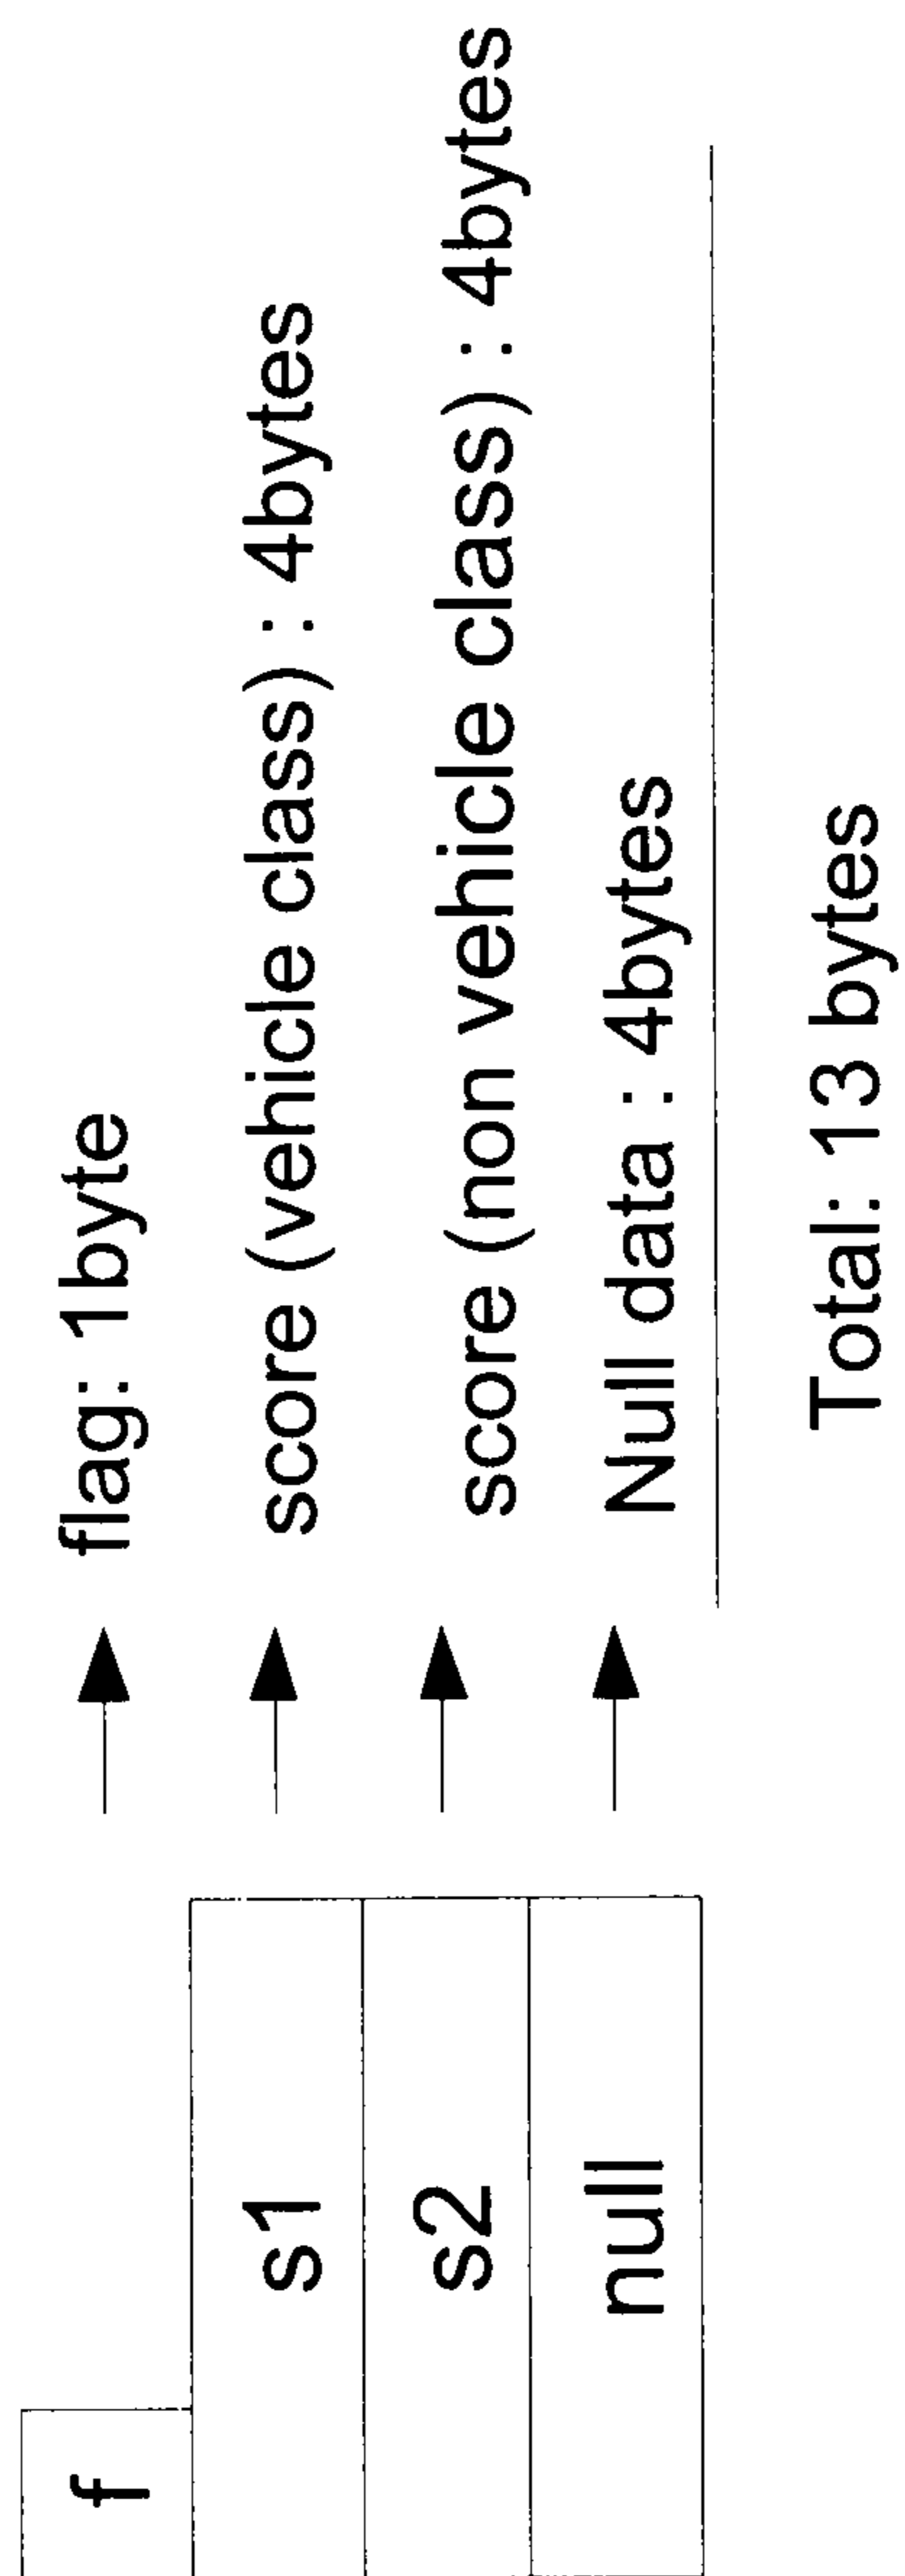 f flag: 1byte
s1 score (vehicle class) : 4bytes
s2 score (non vehicle class) : 4bytes
null Null data : 4bytes
Total: 13 bytes